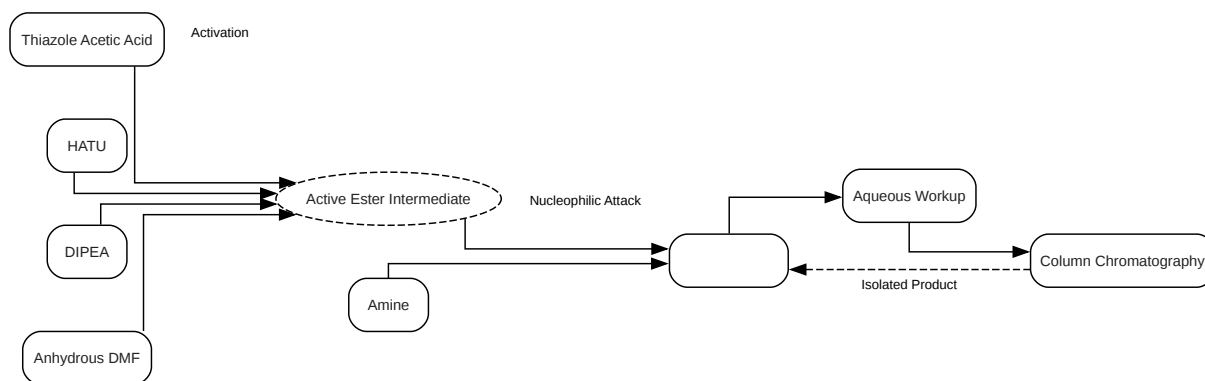 Thiazole Acetic Acid
Activation
HATU
DIPEA
Anhydrous DMF
Active Ester Intermediate
Nucleophilic Attack
Amine
Aqueous Workup
Column Chromatography
Isolated Product